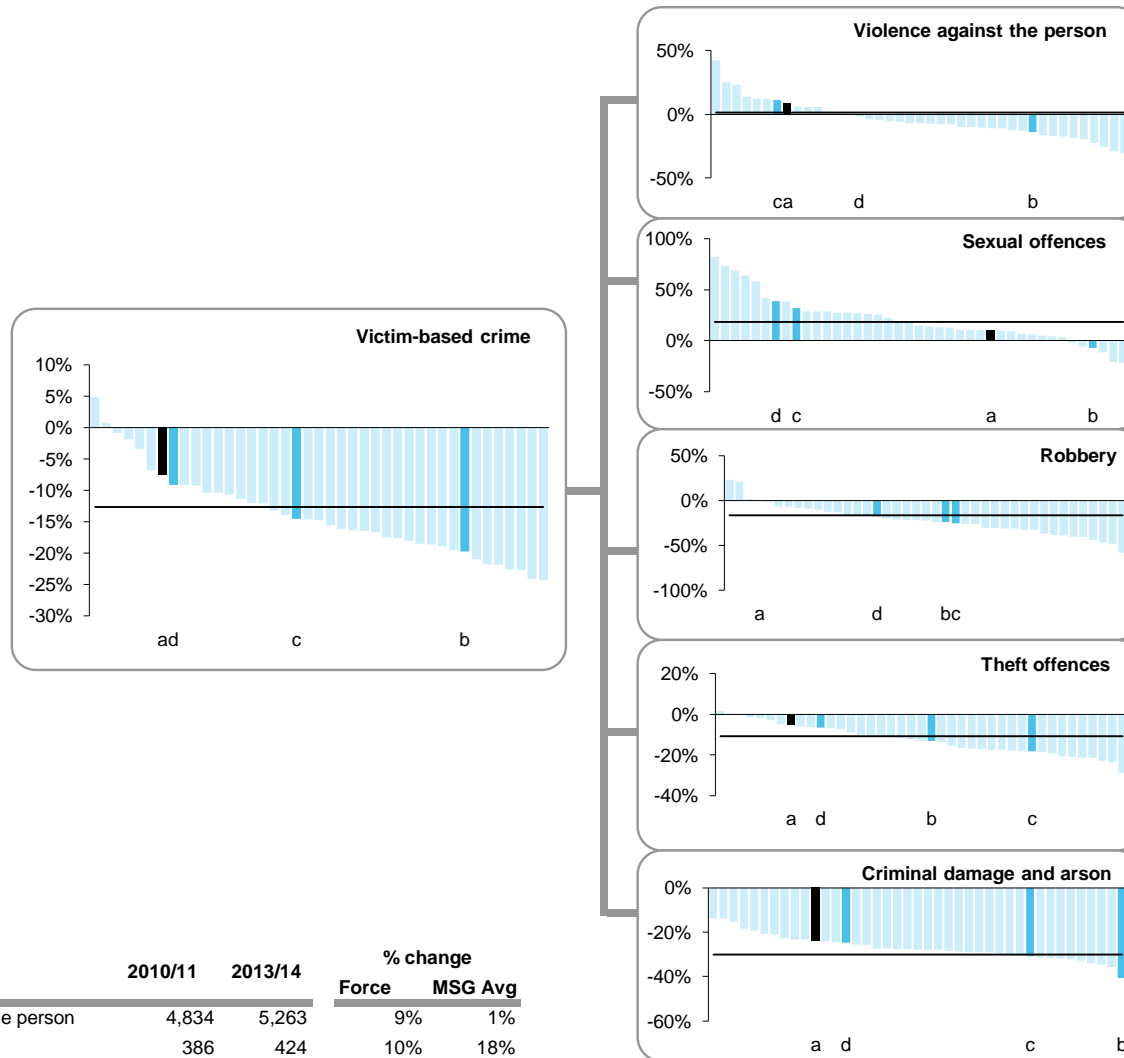 Violence against the person
50%
0%
-50%
ca d b
Sexual offences
100%
50%
0%
-50%
d c a b
Victim-based crime
10%
5%
0%
-5%
-10%
-15%
-20%
-25%
-30%
ad c b
Robbery
50%
0%
-50%
-100%
a d bc
Theft offences
20%
0%
-20%
-40%
a d b c
Criminal damage and arson
0%
-20%
-40%
-60%
a d c b
2010/11 2013/14 % change
Force MSG Avg
e person 4,834 5,263 9% 1%
386 424 10% 18%